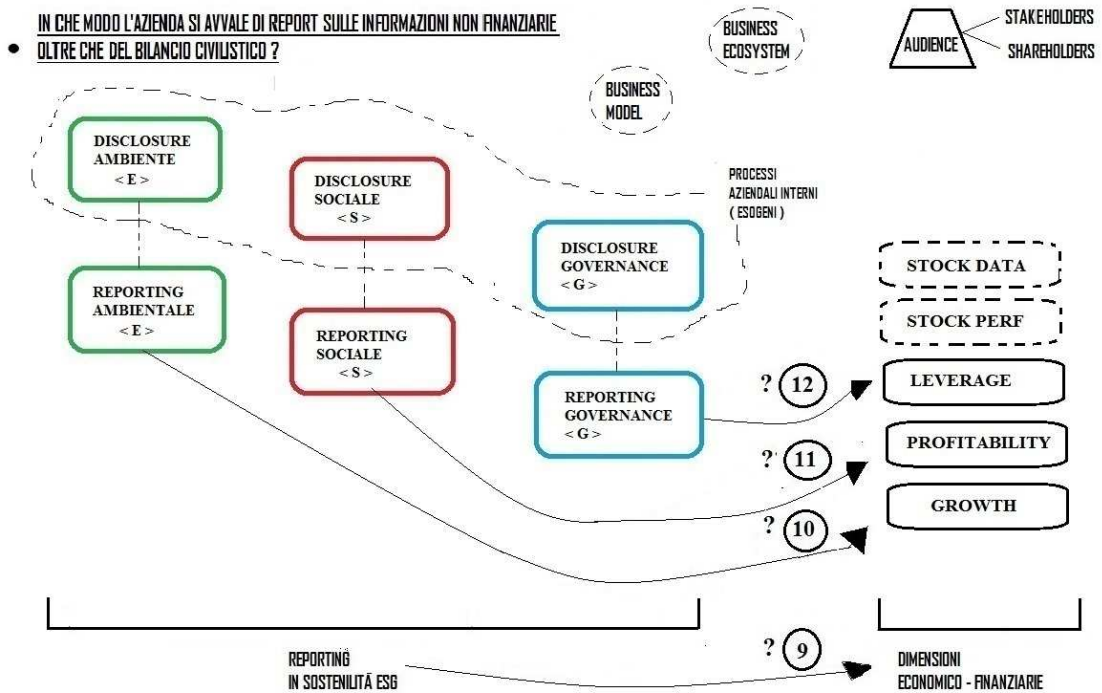 IN CHE MODO L'AZIENDA SI AVVALE DI REPORT SULLE INFORMAZIONI NON FINANZIARIE
OLTRE CHE DEL BILANCIO CIVILISTICO ?
BUSINESS
ECOSYSTEM
AUDIENCE
STAKEHOLDERS
SHAREHOLDERS
BUSINESS
MODEL
DISCLOSURE
AMBIENTE
< E >
DISCLOSURE
SOCIALE
< S >
PROCESSI
AZIENDALI INTERNI
( ESOGENI )
DISCLOSURE
GOVERNANCE
< G >
REPORTING
AMBIENTALE
< E >
REPORTING
SOCIALE
< S >
REPORTING
GOVERNANCE
< G >
STOCK DATA
STOCK PERF
LEVERAGE
PROFITABILITY
GROWTH
? 12
? 11
? 10
? 9
REPORTING
IN SOSTENILITÁ ESG
DIMENSIONI
ECONOMICO - FINANZIARIE